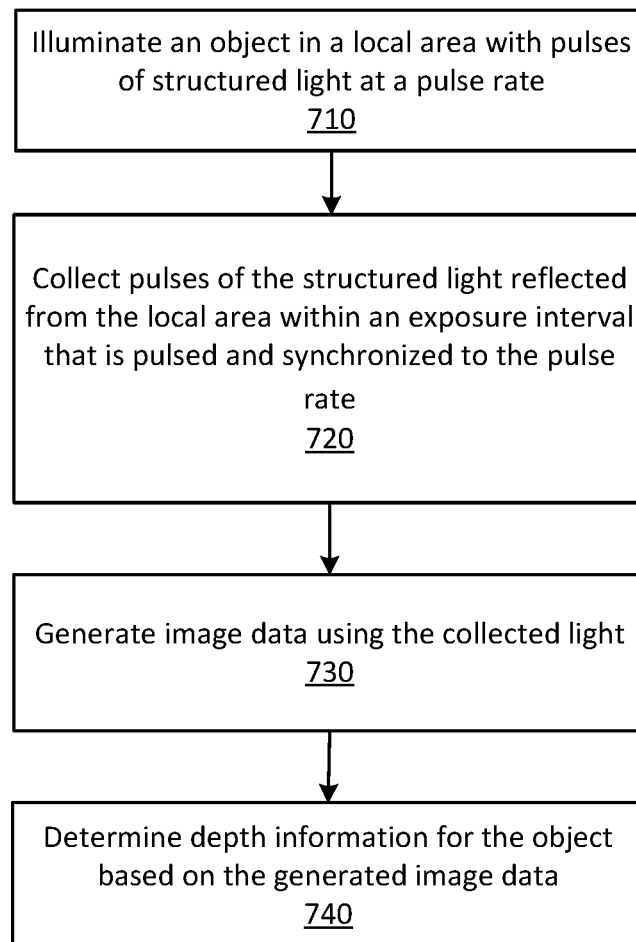 Illuminate an object in a local area with pulses
of structured light at a pulse rate
710
Collect pulses of the structured light reflected
from the local area within an exposure interval
that is pulsed and synchronized to the pulse
rate
720
Generate image data using the collected light
730
Determine depth information for the object
based on the generated image data
740